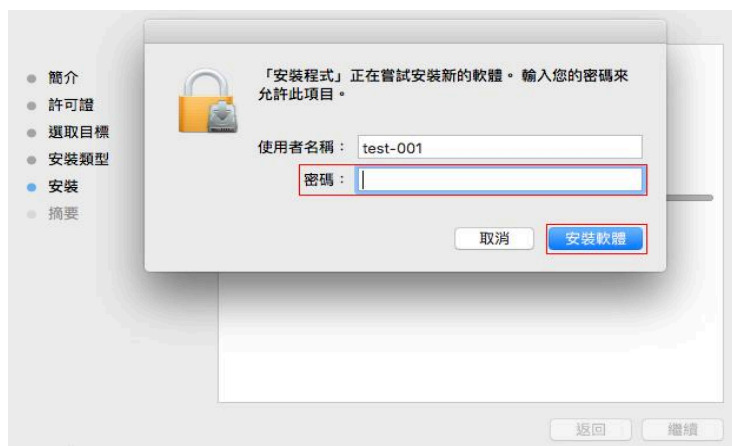 「安裝程式」正在嘗試安裝新的軟體。輸入您的密碼來
允許此項目。
使用者名稱： test-001
密碼：
取消 安裝軟體
簡介
許可證
選取目標
安裝類型
安裝
摘要
返回 繼續